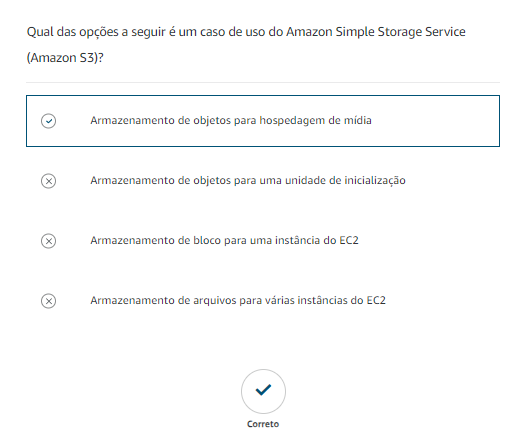 Qual das opções a seguir é um caso de uso do Amazon Simple Storage Service
(Amazon S3)?
Armazenamento de objetos para hospedagem de mídia
Armazenamento de objetos para uma unidade de inicialização
Armazenamento de bloco para uma instância do EC2
Armazenamento de arquivos para várias instâncias do EC2
Correto